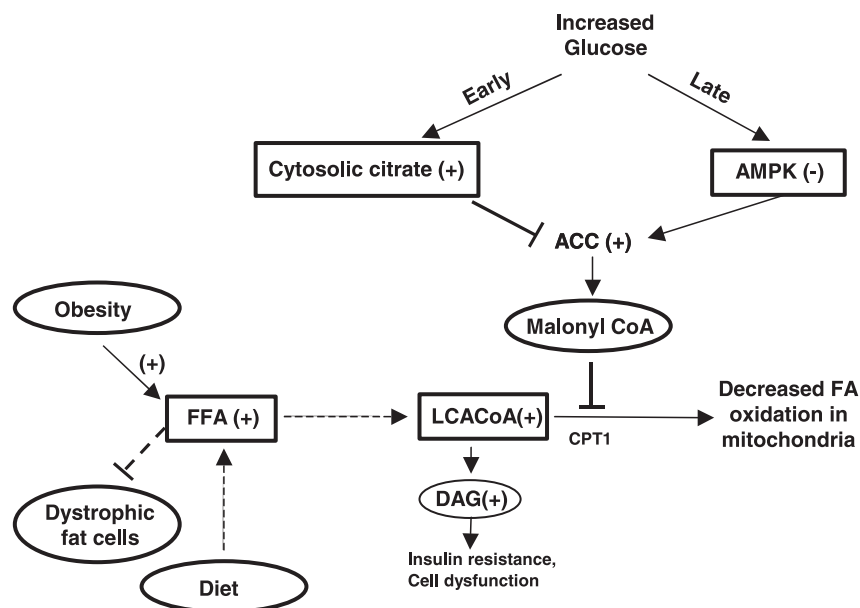 Increased
Glucose
Early
Late
Cytosolic citrate (+)
AMPK (-)
ACC (+)
Obesity
Malonyl CoA
(+)
FFA (+)
LCACoA(+)
CPT1
Decreased FA
oxidation in
mitochondria
Dystrophic
fat cells
DAG(+)
Diet
Insulin resistance,
Cell dysfunction